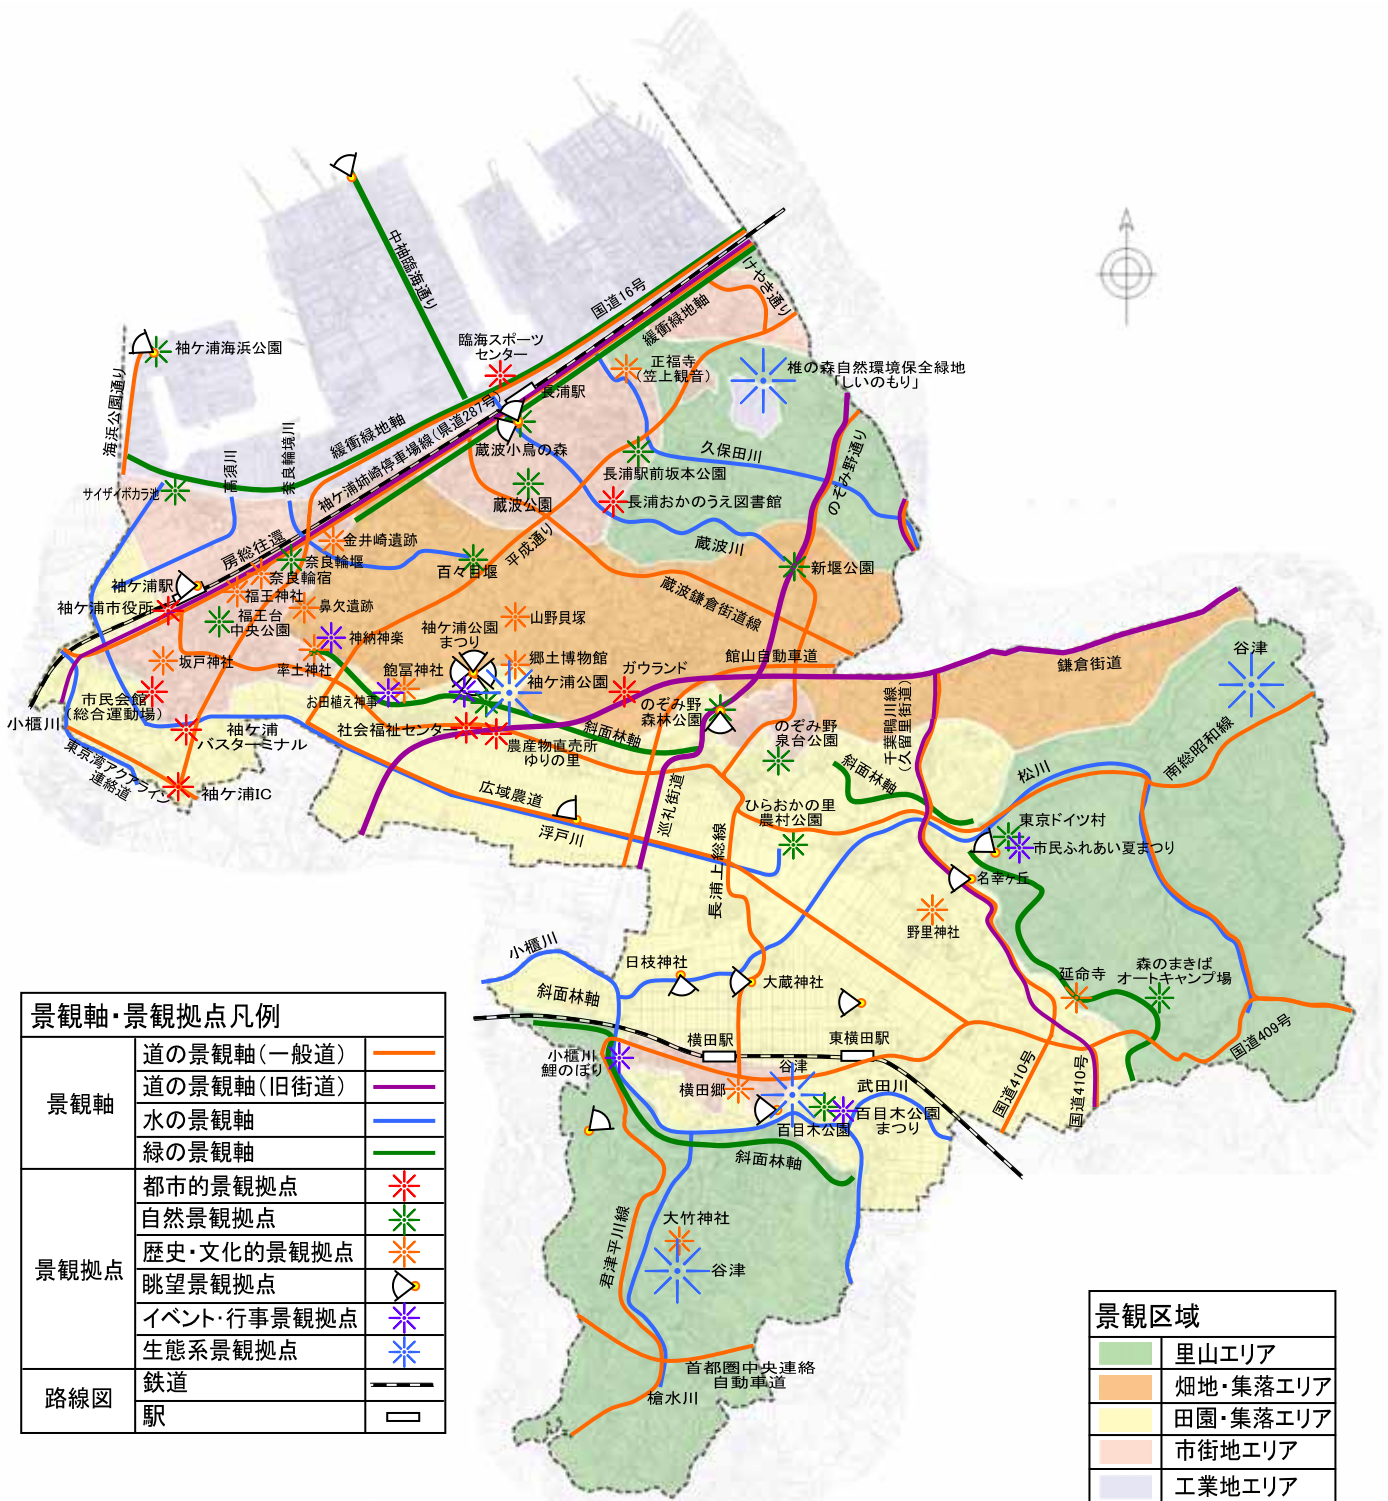 中袖臨海通り
国道16号
けやき通り
緩衝緑地軸
袖ケ浦海浜公園
海浜公園通り
臨海スポーツ
センター
長浦駅
正福寺
(笠上観音)
椎の森自然環境保全緑地
「しいのもり」
緩衝緑地軸
袖ケ浦姉崎停車場線(県道287号)
蔵波小鳥の森
久保田川
のぞみ野通り
長浦駅前坂本公園
サイザイボカラ池
高須川
奈良輪境川
蔵波公園
長浦おかのうえ図書館
房総往還
金井崎遺跡
平成通り
蔵波川
奈良輪堰
百々目堰
新堰公園
袖ケ浦駅
奈良輪宿
福王神社
蔵波鎌倉街道線
袖ケ浦市役所
鼻欠遺跡
福王台
中央公園
神納神楽
袖ケ浦公園
まつり
山野貝塚
坂戸神社
率土神社
飽冨神社
郷土博物館
ガウランド
館山自動車道
鎌倉街道
谷津
市民会館
(総合運動場)
お田植え神事
袖ケ浦公園
のぞみ野
森林公園
小櫃川
袖ケ浦
バスターミナル
社会福祉センター
農産物直売所
ゆりの里
斜面林軸
のぞみ野
泉台公園
千葉鴨川線
(久留里街道)
南総昭和線
東京湾アクアライン
連絡道
袖ケ浦IC
広域農道
浮戸川
巡礼街道
斜面林軸
松川
ひらおかの里
農村公園
東京ドイツ村
市民ふれあい夏まつり
長浦上総線
名幸ヶ丘
野里神社
小櫃川
日枝神社
大蔵神社
延命寺
森のまきば
オートキャンプ場
斜面林軸
横田駅
東横田駅
国道409号
小櫃川
鯉のぼり
谷津
横田郷
武田川
国道410号
国道410号
百目木公園
百目木公園
まつり
斜面林軸
大竹神社
君津平川線
谷津
首都圏中央連絡
自動車道
槍水川
景観軸・景観拠点凡例
景観軸
道の景観軸(一般道)
道の景観軸(旧街道)
水の景観軸
緑の景観軸
景観拠点
都市的景観拠点
自然景観拠点
歴史・文化的景観拠点
眺望景観拠点
イベント・行事景観拠点
生態系景観拠点
路線図
鉄道
駅
景観区域
里山エリア
畑地・集落エリア
田園・集落エリア
市街地エリア
工業地エリア